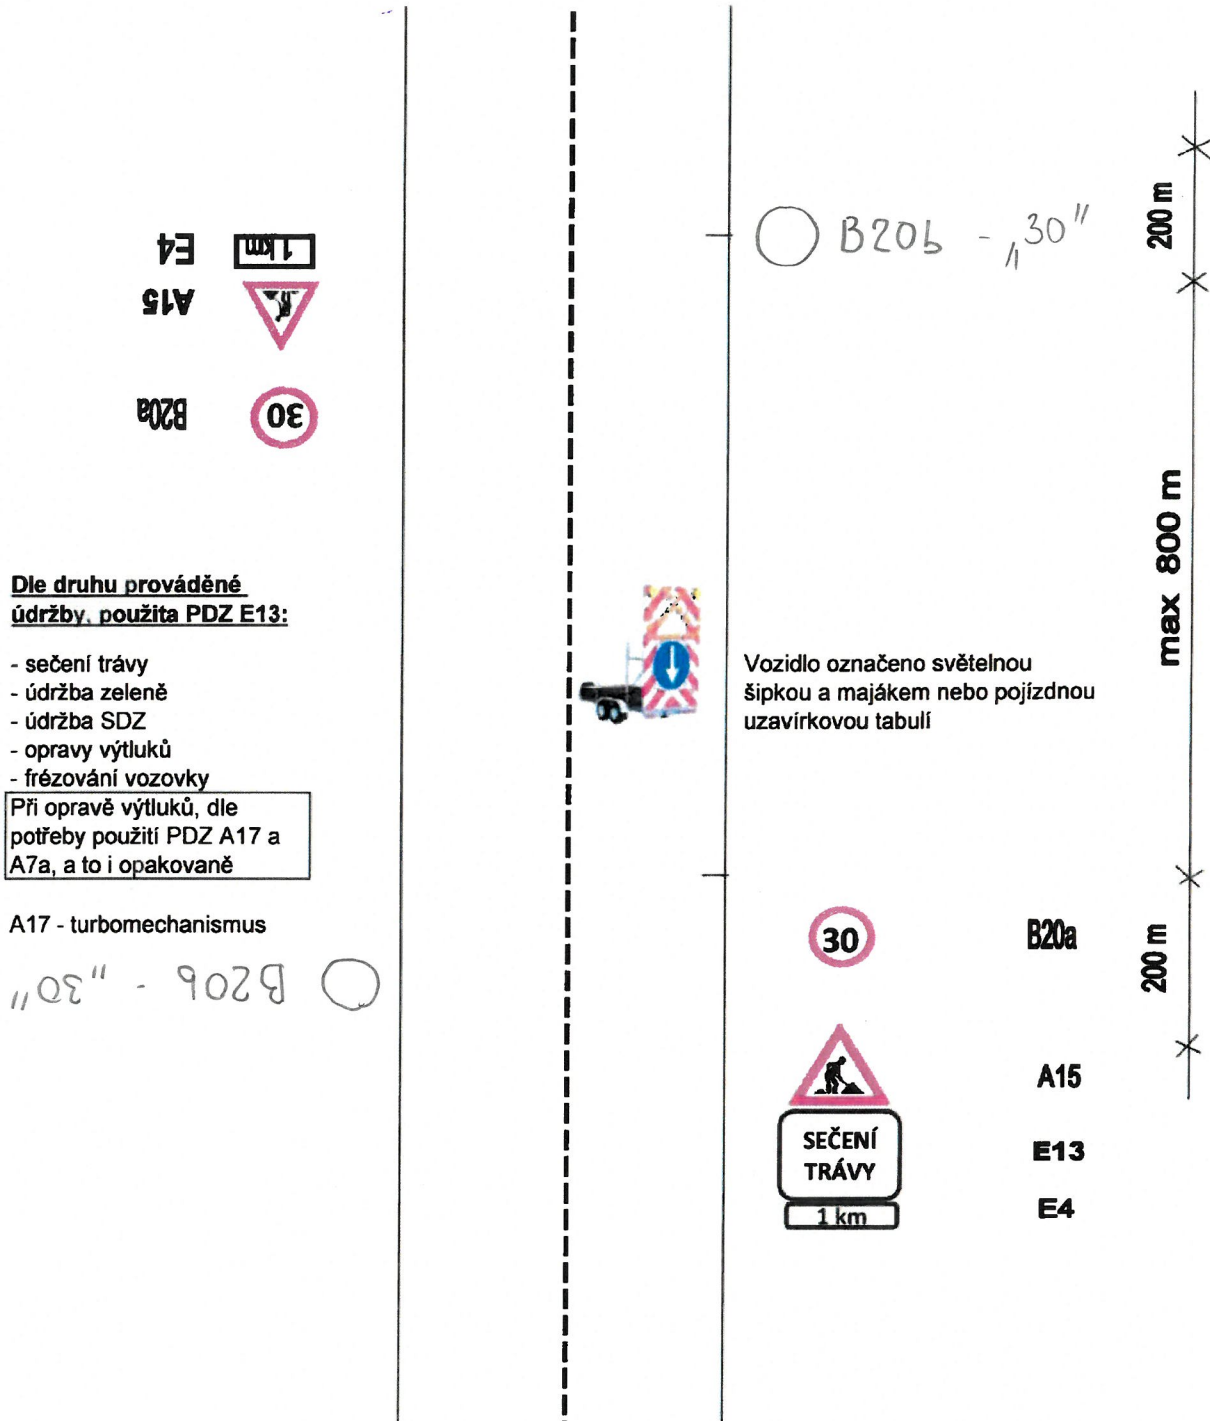 200 m
B20b - „30"
E4
1 km
A15
B20a
30
max 800 m
Dle druhu prováděné
údržby, použita PDZ E13:
- sečení trávy
- údržba zeleně
- údržba SDZ
- opravy výtluků
- frézování vozovky
Při opravě výtluků, dle
potřeby použití PDZ A17 a
A7a, a to i opakovaně
A17 - turbomechanismus
B20b - „30"
Vozidlo označeno světelnou
šipkou a majákem nebo pojízdnou
uzavírkovou tabulí
30
B20a
200 m
A15
SEČENÍ
TRÁVY
E13
1 km
E4